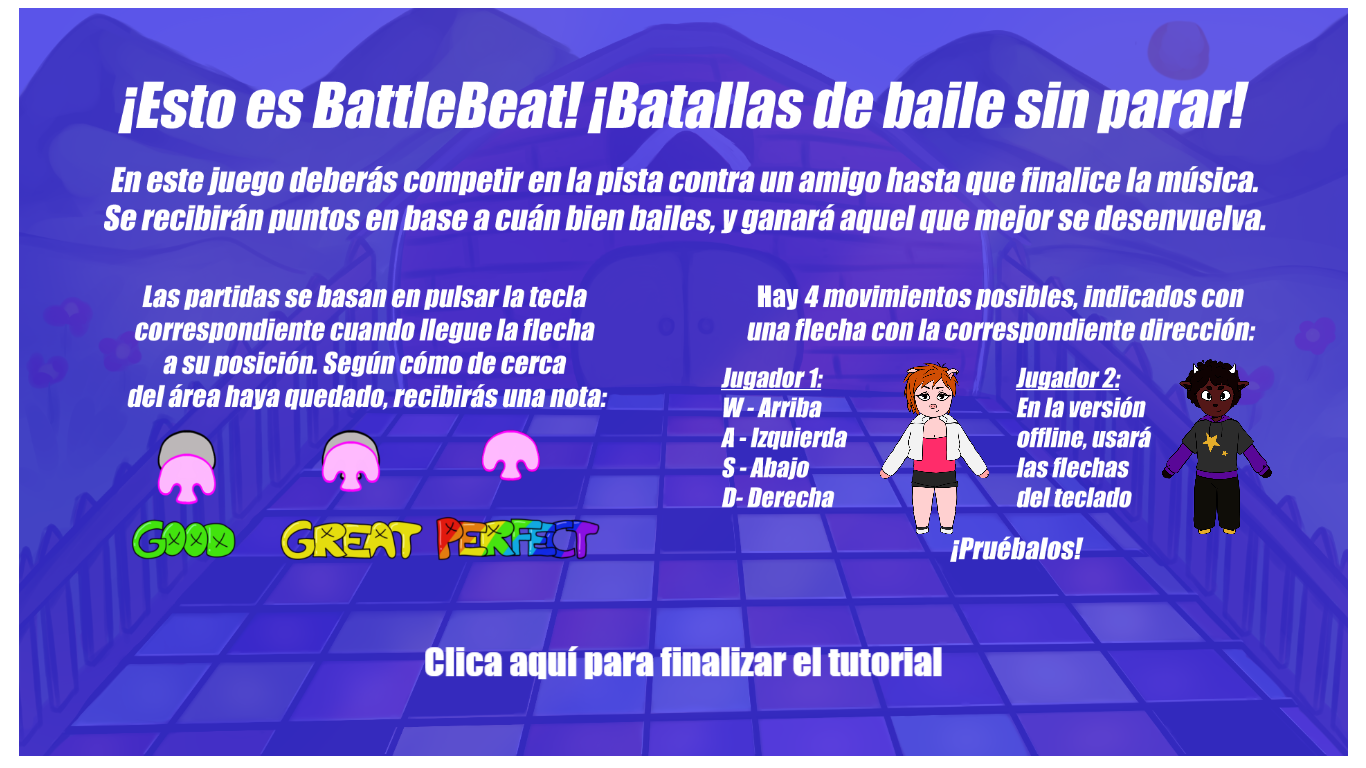 ¡Esto es BattleBeat! ¡Batallas de baile sin parar!
En este juego deberás competir en la pista contra un amigo hasta que finalice la música.
Se recibirán puntos en base a cuán bien bailes, y ganará aquel que mejor se desenvuelva.
Las partidas se basan en pulsar la tecla
correspondiente cuando llegue la flecha
a su posición. Según cómo de cerca
del área haya quedado, recibirás una nota:
GOOD
GREAT
PERFECT
Hay 4 movimientos posibles, indicados con
una flecha con la correspondiente dirección:
Jugador 1:
W - Arriba
A - Izquierda
S - Abajo
D- Derecha
Jugador 2:
En la versión
offline, usará
las flechas
del teclado
¡Pruébalos!
Clica aquí para finalizar el tutorial